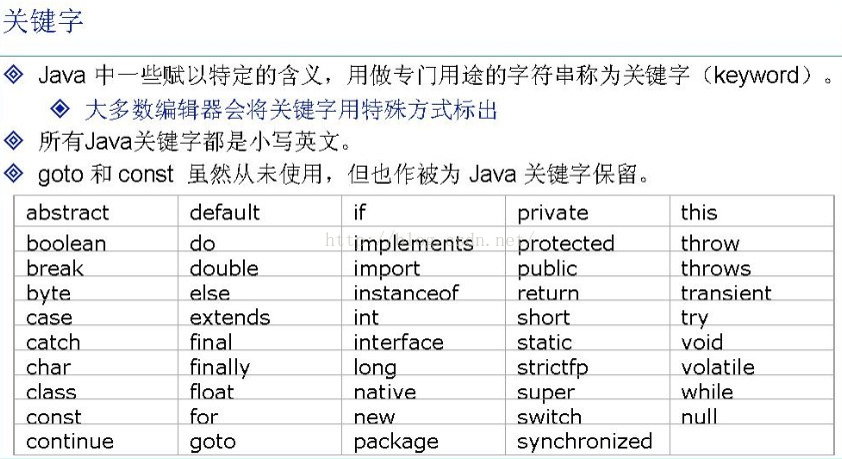 关键字
Java 中一些赋以特定的含义，用做专门用途的字符串称为关键字（keyword）。
大多数编辑器会将关键字用特殊方式标出
所有Java关键字都是小写英文。
goto 和 const 虽然从未使用，但也作被为 Java 关键字保留。
abstract default if private this
boolean do implements protected throw
break double import public throws
byte else instanceof return transient
case extends int short try
catch final interface static void
char finally long strictfp volatile
class float native super while
const for new switch null
continue goto package synchronized